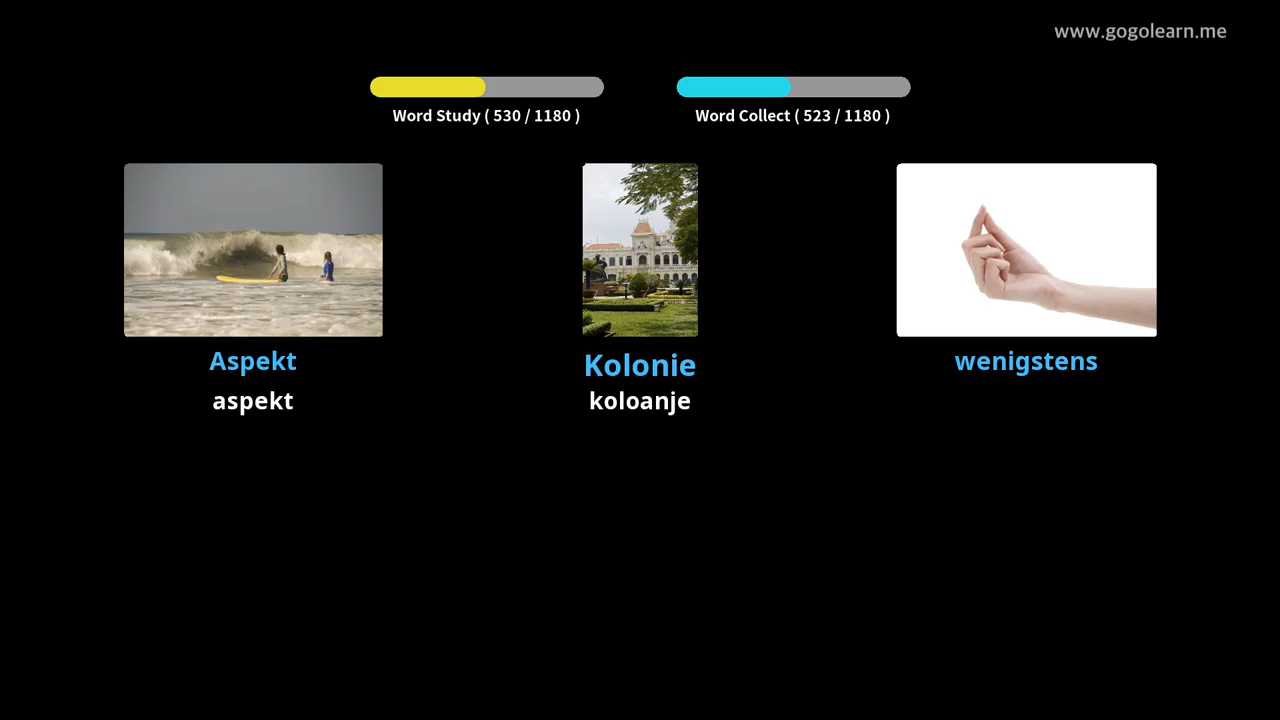 www.gogolearn.me
Word Study ( 530 / 1180 )
Word Collect ( 523 / 1180 )
Aspekt
aspekt
Kolonie
koloanje
wenigstens